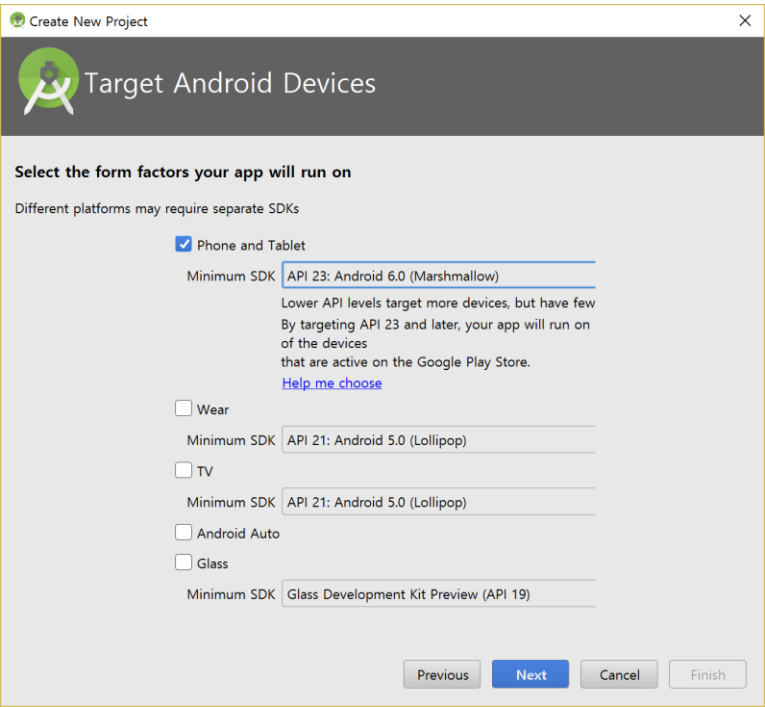 Create New Project
Target Android Devices
Select the form factors your app will run on
Different platforms may require separate SDKs
Phone and Tablet
Minimum SDK API 23: Android 6.0 (Marshmallow)
Lower API levels target more devices, but have few
By targeting API 23 and later, your app will run on
of the devices
that are active on the Google Play Store.
Help me choose
Wear
Minimum SDK API 21: Android 5.0 (Lollipop)
TV
Minimum SDK API 21: Android 5.0 (Lollipop)
Android Auto
Glass
Minimum SDK Glass Development Kit Preview (API 19)
Previous Next Cancel Finish